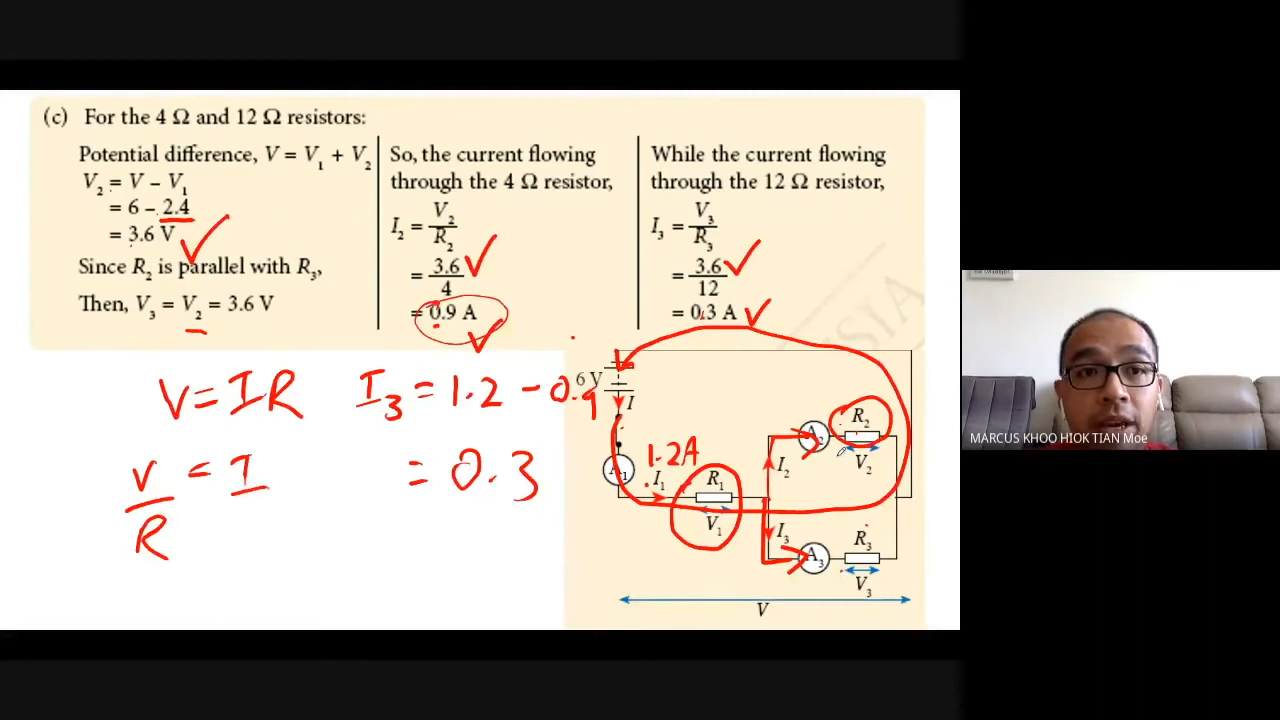 (c) For the 4 Ω and 12 Ω resistors:
Potential difference, V = V₁ + V₂
V₂ = V – V₁
= 6 – 2.4
= 3.6 V
Since R₂ is parallel with R₃,
Then, V₃ = V₂ = 3.6 V
So, the current flowing
through the 4 Ω resistor,
I₂ = V₂/R₂
= 3.6/4
= 0.9 A
While the current flowing
through the 12 Ω resistor,
I₃ = V₃/R₃
= 3.6/12
= 0.3 A
V = IR
V/R = I
I₃ = 1.2 – 0.9
= 0.3
6 V
I
A₁
1.2A
I₁
R₁
V₁
I₂
A₂
R₂
V₂
I₃
A₃
R₃
V₃
V
MARCUS KHOO HIOK TIAN Moe